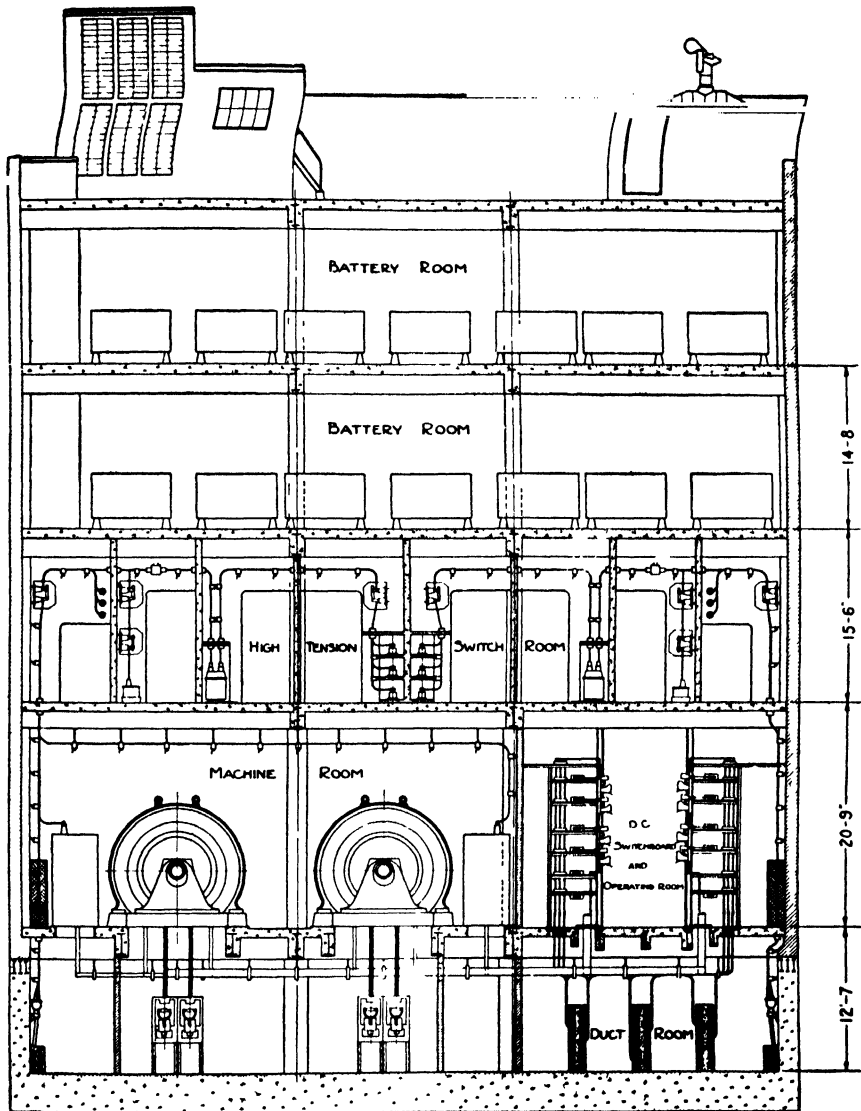 BATTERY ROOM
BATTERY ROOM
14-8
HIGH TENSION SWITCH ROOM
15-6"
MACHINE ROOM
D.C.
SWITCHBOARD
AND
OPERATING ROOM
20-9"
DUCT ROOM
12-7